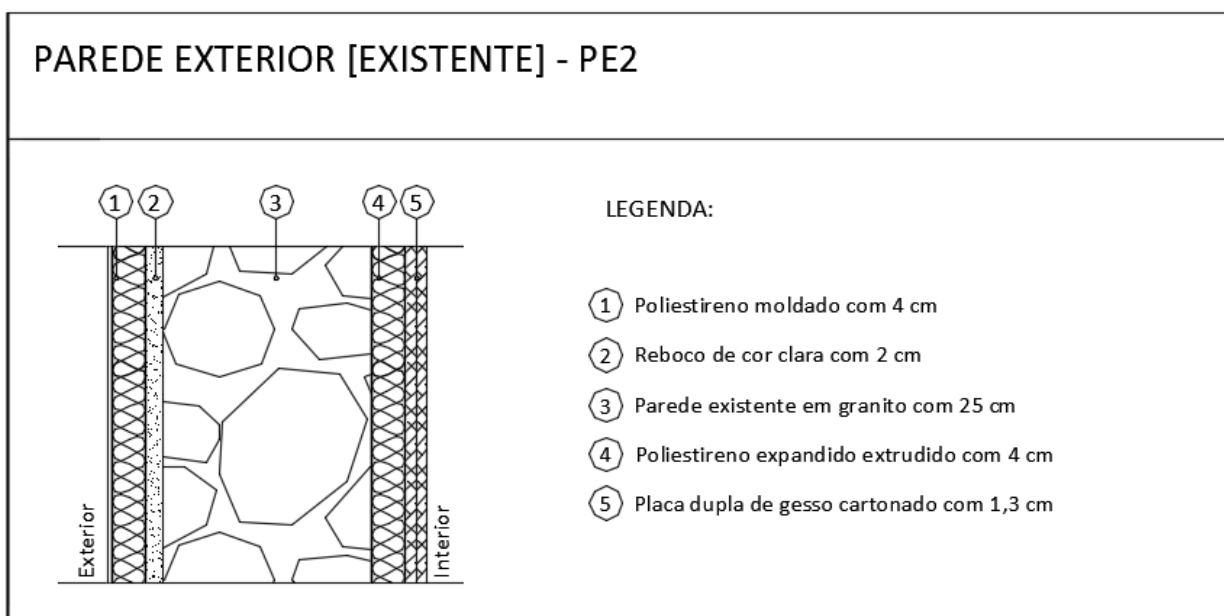 PAREDE EXTERIOR [EXISTENTE] - PE2
1 2 3 4 5
LEGENDA:
1 Poliestireno moldado com 4 cm
2 Reboco de cor clara com 2 cm
3 Parede existente em granito com 25 cm
4 Poliestireno expandido extrudido com 4 cm
5 Placa dupla de gesso cartonado com 1,3 cm
Exterior
Interior